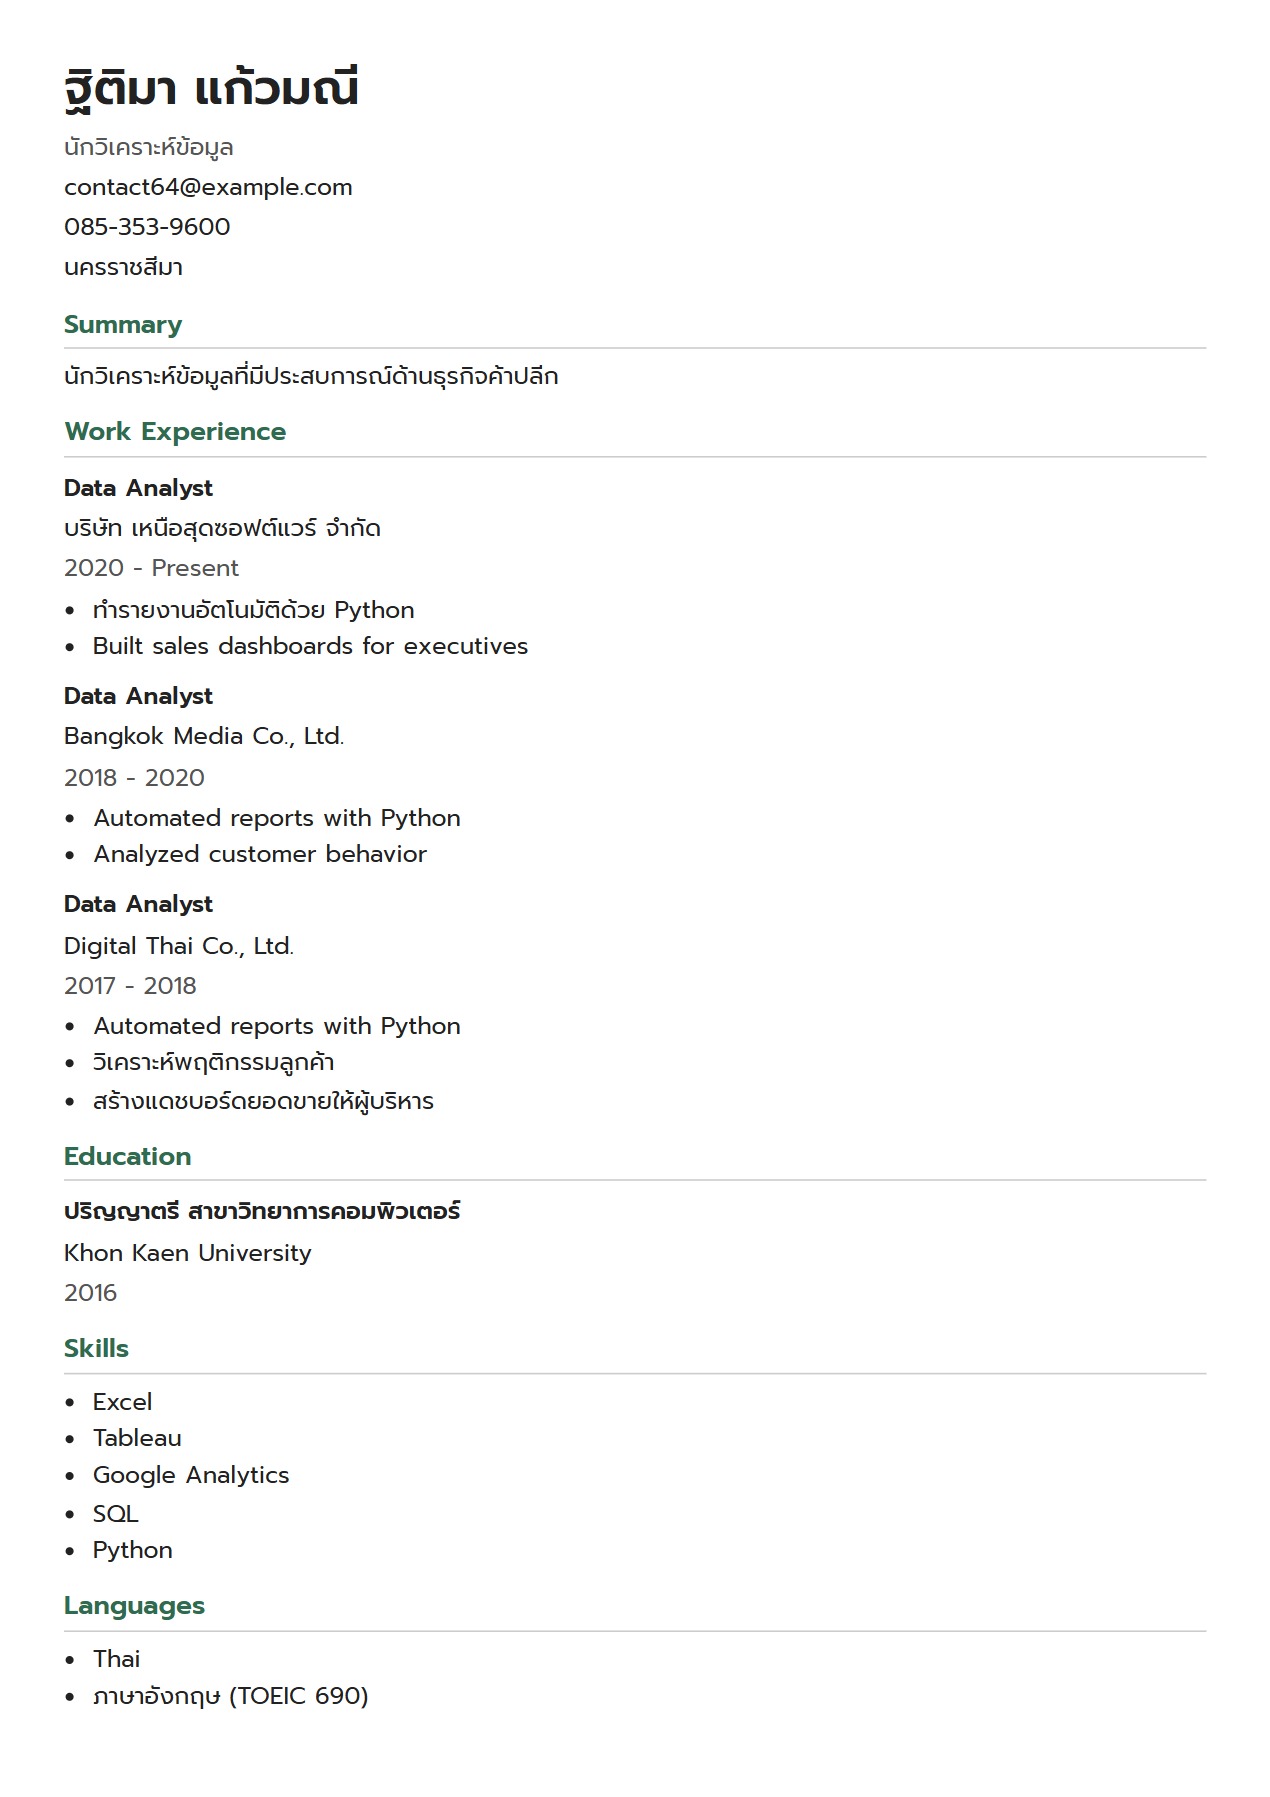 ฐิติมา แก้วมณี
นักวิเคราะห์ข้อมูล
contact64@example.com
085-353-9600
นครราชสีมา
Summary
นักวิเคราะห์ข้อมูลที่มีประสบการณ์ด้านธุรกิจค้าปลีก
Work Experience
Data Analyst
บริษัท เหนือสุดซอฟต์แวร์ จำกัด
2020 - Present
• ทำรายงานอัตโนมัติด้วย Python
• Built sales dashboards for executives
Data Analyst
Bangkok Media Co., Ltd.
2018 - 2020
• Automated reports with Python
• Analyzed customer behavior
Data Analyst
Digital Thai Co., Ltd.
2017 - 2018
• Automated reports with Python
• วิเคราะห์พฤติกรรมลูกค้า
• สร้างแดชบอร์ดยอดขายให้ผู้บริหาร
Education
ปริญญาตรี สาขาวิทยาการคอมพิวเตอร์
Khon Kaen University
2016
Skills
• Excel
• Tableau
• Google Analytics
• SQL
• Python
Languages
• Thai
• ภาษาอังกฤษ (TOEIC 690)